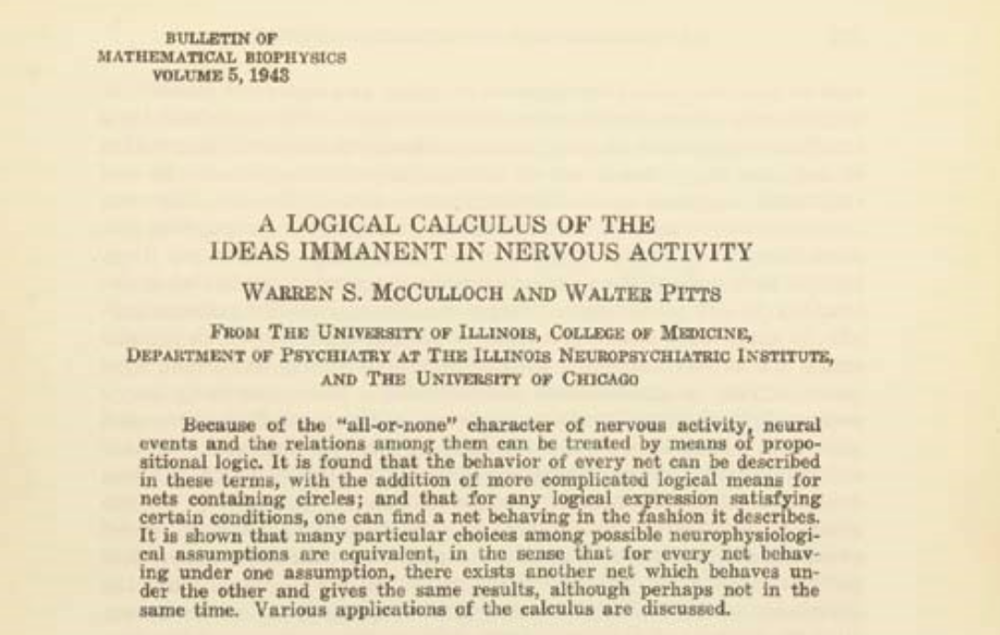 BULLETIN OF
MATHEMATICAL BIOPHYSICS
VOLUME 5, 1943
A LOGICAL CALCULUS OF THE
IDEAS IMMANENT IN NERVOUS ACTIVITY
WARREN S. MCCULLOCH AND WALTER PITTS
FROM THE UNIVERSITY OF ILLINOIS, COLLEGE OF MEDICINE,
DEPARTMENT OF PSYCHIATRY AT THE ILLINOIS NEUROPSYCHIATRIC INSTITUTE,
AND THE UNIVERSITY OF CHICAGO
Because of the “all-or-none” character of nervous activity, neural
events and the relations among them can be treated by means of propo-
sitional logic. It is found that the behavior of every net can be described
in these terms, with the addition of more complicated logical means for
nets containing circles; and that for any logical expression satisfying
certain conditions, one can find a net behaving in the fashion it describes.
It is shown that many particular choices among possible neurophysiologi-
cal assumptions are equivalent, in the sense that for every net behav-
ing under one assumption, there exists another net which behaves un-
der the other and gives the same results, although perhaps not in the
same time. Various applications of the calculus are discussed.